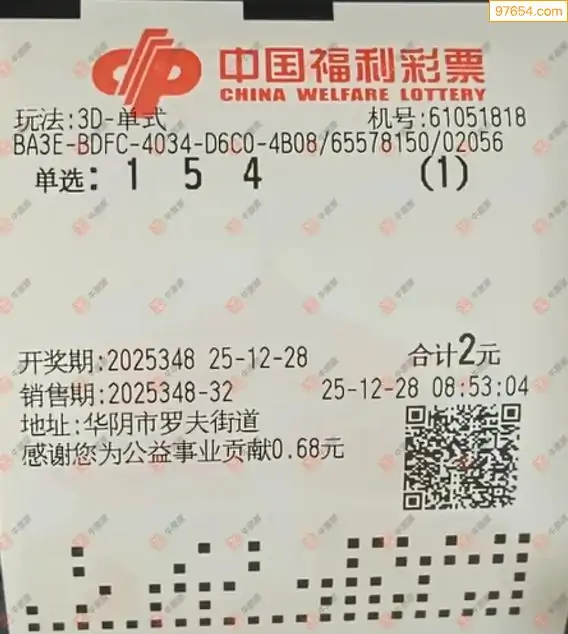 97654.com
中国福利彩票
CHINA WELFARE LOTTERY
玩法:3D-单式 机号:61051818
BA3E-BDFC-4034-D6C0-4B08/65578150/02056
单选: 1 5 4 (1)
开奖期:2025348 25-12-28 合计2元
销售期:2025348-32 25-12-28 08:53:04
地址:华阴市罗夫街道
感谢您为公益事业贡献0.68元